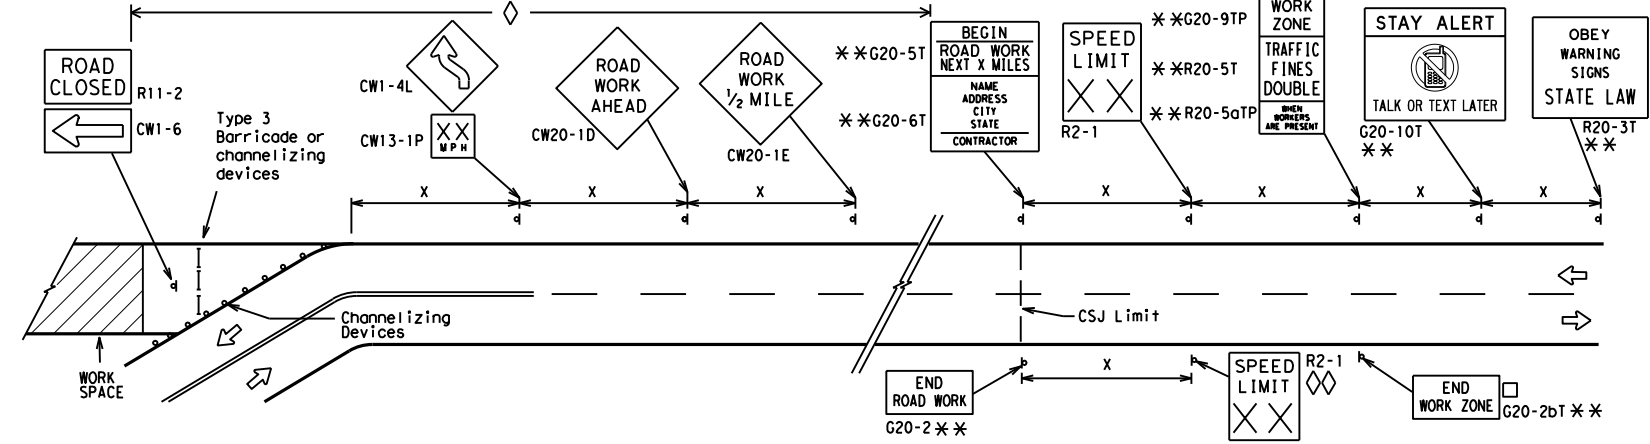 ROAD
CLOSED
R11-2
CW1-6
Type 3
Barricade or
channelizing
devices
CW1-4L
XX
MPH
CW13-1P
ROAD
WORK
AHEAD
CW20-1D
ROAD
WORK
1/2 MILE
CW20-1E
**G20-5T
**G20-6T
BEGIN
ROAD WORK
NEXT X MILES
NAME
ADDRESS
CITY
STATE
CONTRACTOR
SPEED
LIMIT
XX
R2-1
**G20-9TP
**R20-5T
**R20-5aTP
WORK
ZONE
TRAFFIC
FINES
DOUBLE
WHEN
WORKERS
ARE PRESENT
STAY ALERT
TALK OR TEXT LATER
G20-10T
**
OBEY
WARNING
SIGNS
STATE LAW
R20-3T
**
X
X
X
X
X
X
X
Channelizing
Devices
CSJ Limit
WORK
SPACE
END
ROAD WORK
G20-2 **
X
SPEED
LIMIT
XX
R2-1
END
WORK ZONE
G20-2bT **